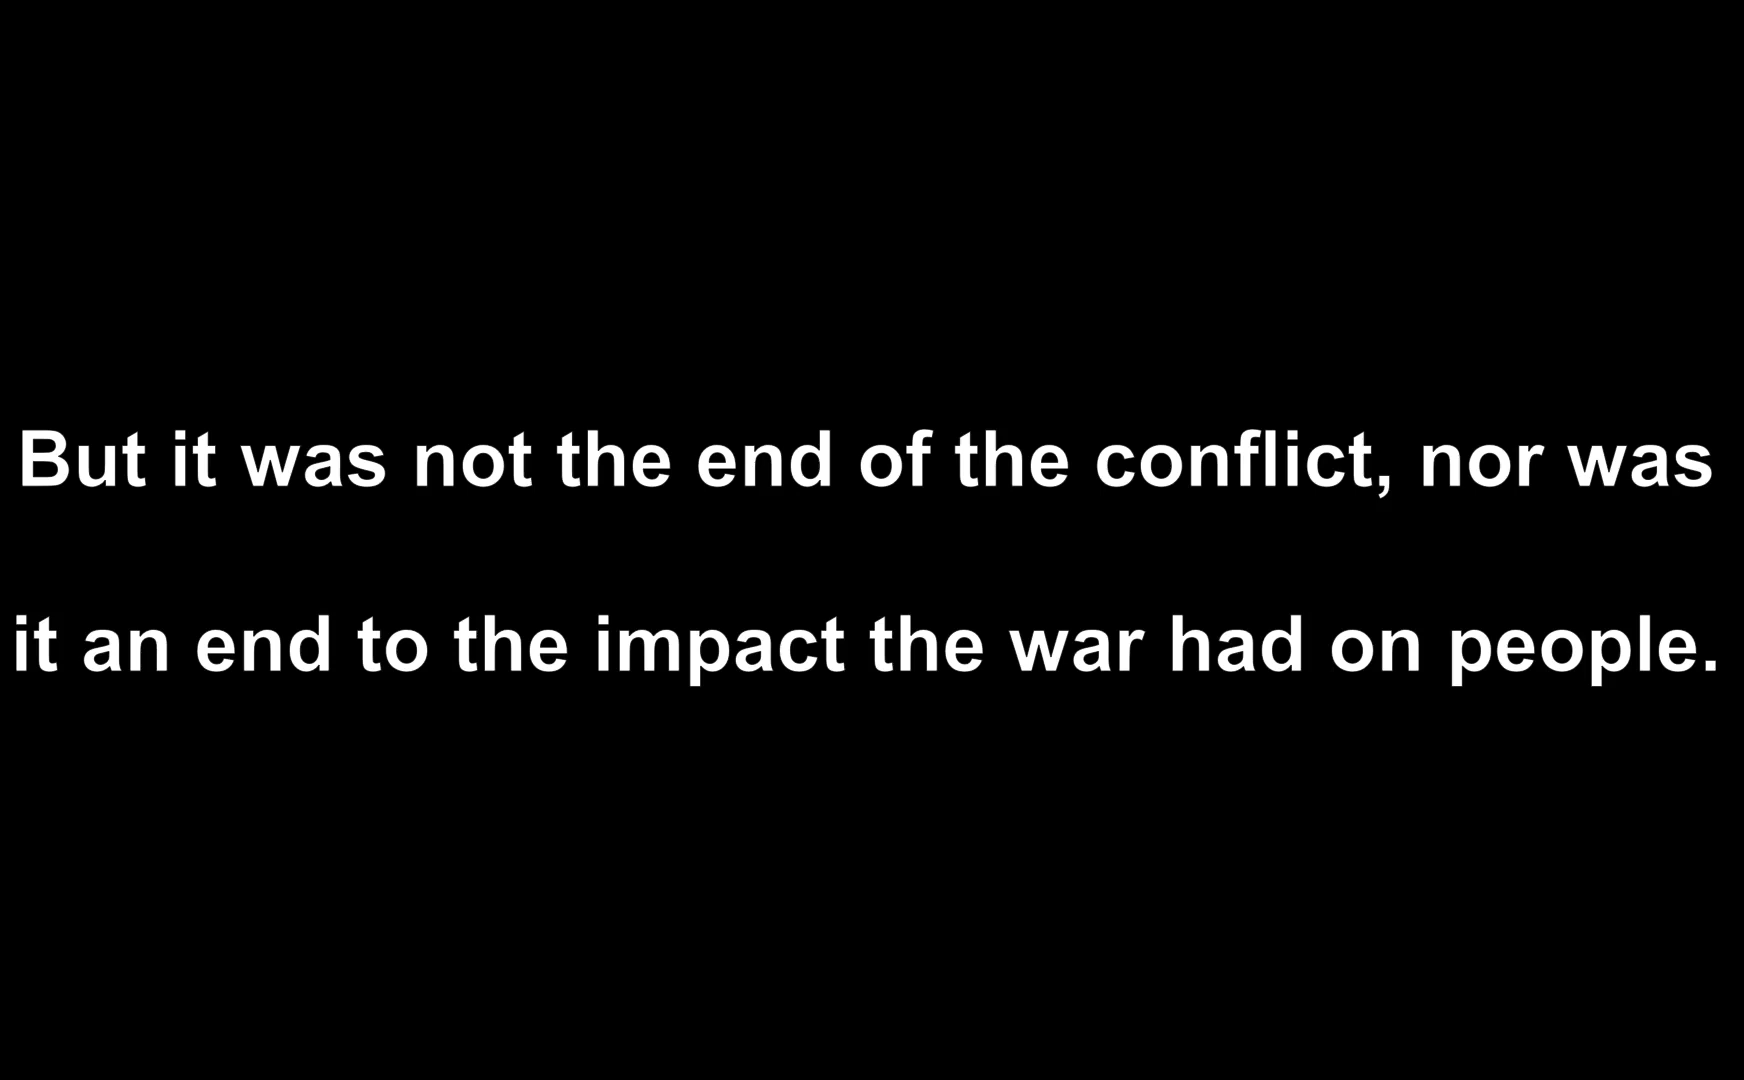 But it was not the end of the conflict, nor was
it an end to the impact the war had on people.